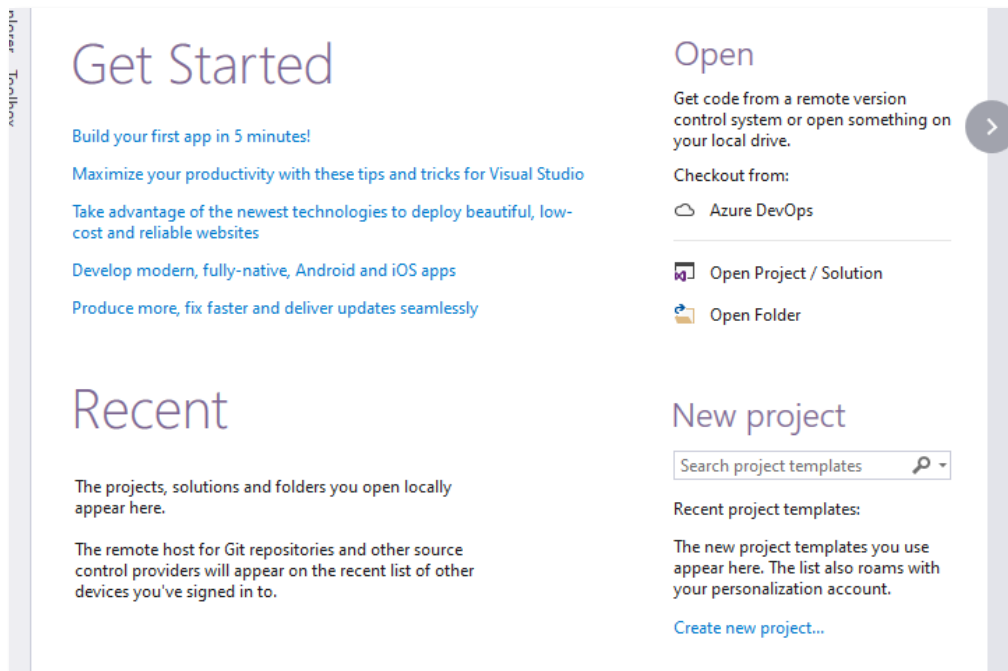 Toolbox
Get Started
Build your first app in 5 minutes!
Maximize your productivity with these tips and tricks for Visual Studio
Take advantage of the newest technologies to deploy beautiful, low-
cost and reliable websites
Develop modern, fully-native, Android and iOS apps
Produce more, fix faster and deliver updates seamlessly
Recent
The projects, solutions and folders you open locally
appear here.
The remote host for Git repositories and other source
control providers will appear on the recent list of other
devices you've signed in to.
Open
Get code from a remote version
control system or open something on
your local drive.
Checkout from:
Azure DevOps
Open Project / Solution
Open Folder
New project
Search project templates
Recent project templates:
The new project templates you use
appear here. The list also roams with
your personalization account.
Create new project...